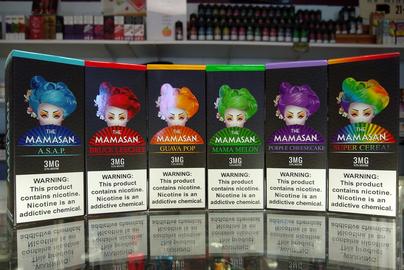 THE
MAMASAN
A.S.A.P.
3MG
WARNING:
This product
contains nicotine.
Nicotine is an
addictive chemical.
THE
MAMASAN
BRUCE LEECHEE
3MG
WARNING:
This product
contains nicotine.
Nicotine is an
addictive chemical.
THE
MAMASAN
GUAVA POP
3MG
WARNING:
This product
contains nicotine.
Nicotine is an
addictive chemical.
THE
MAMASAN
MAMA MELON
3MG
WARNING:
This product
contains nicotine.
Nicotine is an
addictive chemical.
THE
MAMASAN
PURPLE CHEESECAKE
3MG
WARNING:
This product
contains nicotine.
Nicotine is an
addictive chemical.
THE
MAMASAN
SUPER CEREAL
3MG
WARNING:
This product
contains nicotine.
Nicotine is an
addictive chemical.